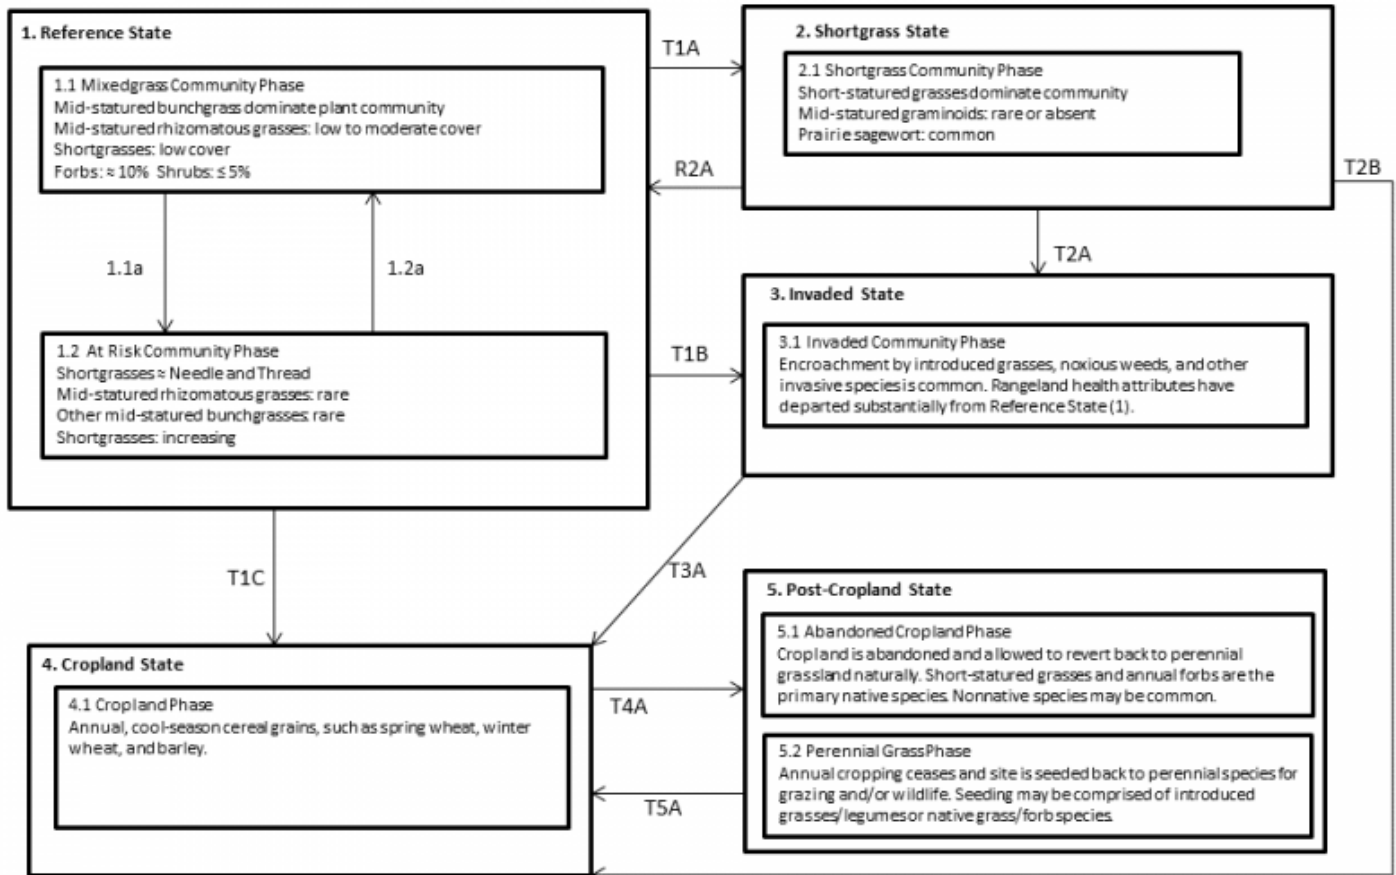 1. Reference State
1.1 Mixedgrass Community Phase
Mid-statured bunchgrass dominate plant community
Mid-statured rhizomatous grasses: low to moderate cover
Shortgrasses: low cover
Forbs: ≈ 10% Shrubs: ≤ 5%
1.1a
1.2a
1.2 At Risk Community Phase
Shortgrasses ≈ Needle and Thread
Mid-statured rhizomatous grasses: rare
Other mid-statured bunchgrasses: rare
Shortgrasses: increasing
T1A
R2A
T1B
T1C
2. Shortgrass State
2.1 Shortgrass Community Phase
Short-statured grasses dominate community
Mid-statured graminoids: rare or absent
Prairie sagewort: common
T2B
T2A
3. Invaded State
3.1 Invaded Community Phase
Encroachment by introduced grasses, noxious weeds, and other
invasive species is common. Rangeland health attributes have
departed substantially from Reference State (1).
T3A
4. Cropland State
4.1 Cropland Phase
Annual, cool-season cereal grains, such as spring wheat, winter
wheat, and barley.
T4A
T5A
5. Post-Cropland State
5.1 Abandoned Cropland Phase
Cropland is abandoned and allowed to revert back to perennial
grassland naturally. Short-statured grasses and annual forbs are the
primary native species. Nonnative species may be common.
5.2 Perennial Grass Phase
Annual cropping ceases and site is seeded back to perennial species for
grazing and/or wildlife. Seeding may be comprised of introduced
grasses/legumes or native grass/forb species.